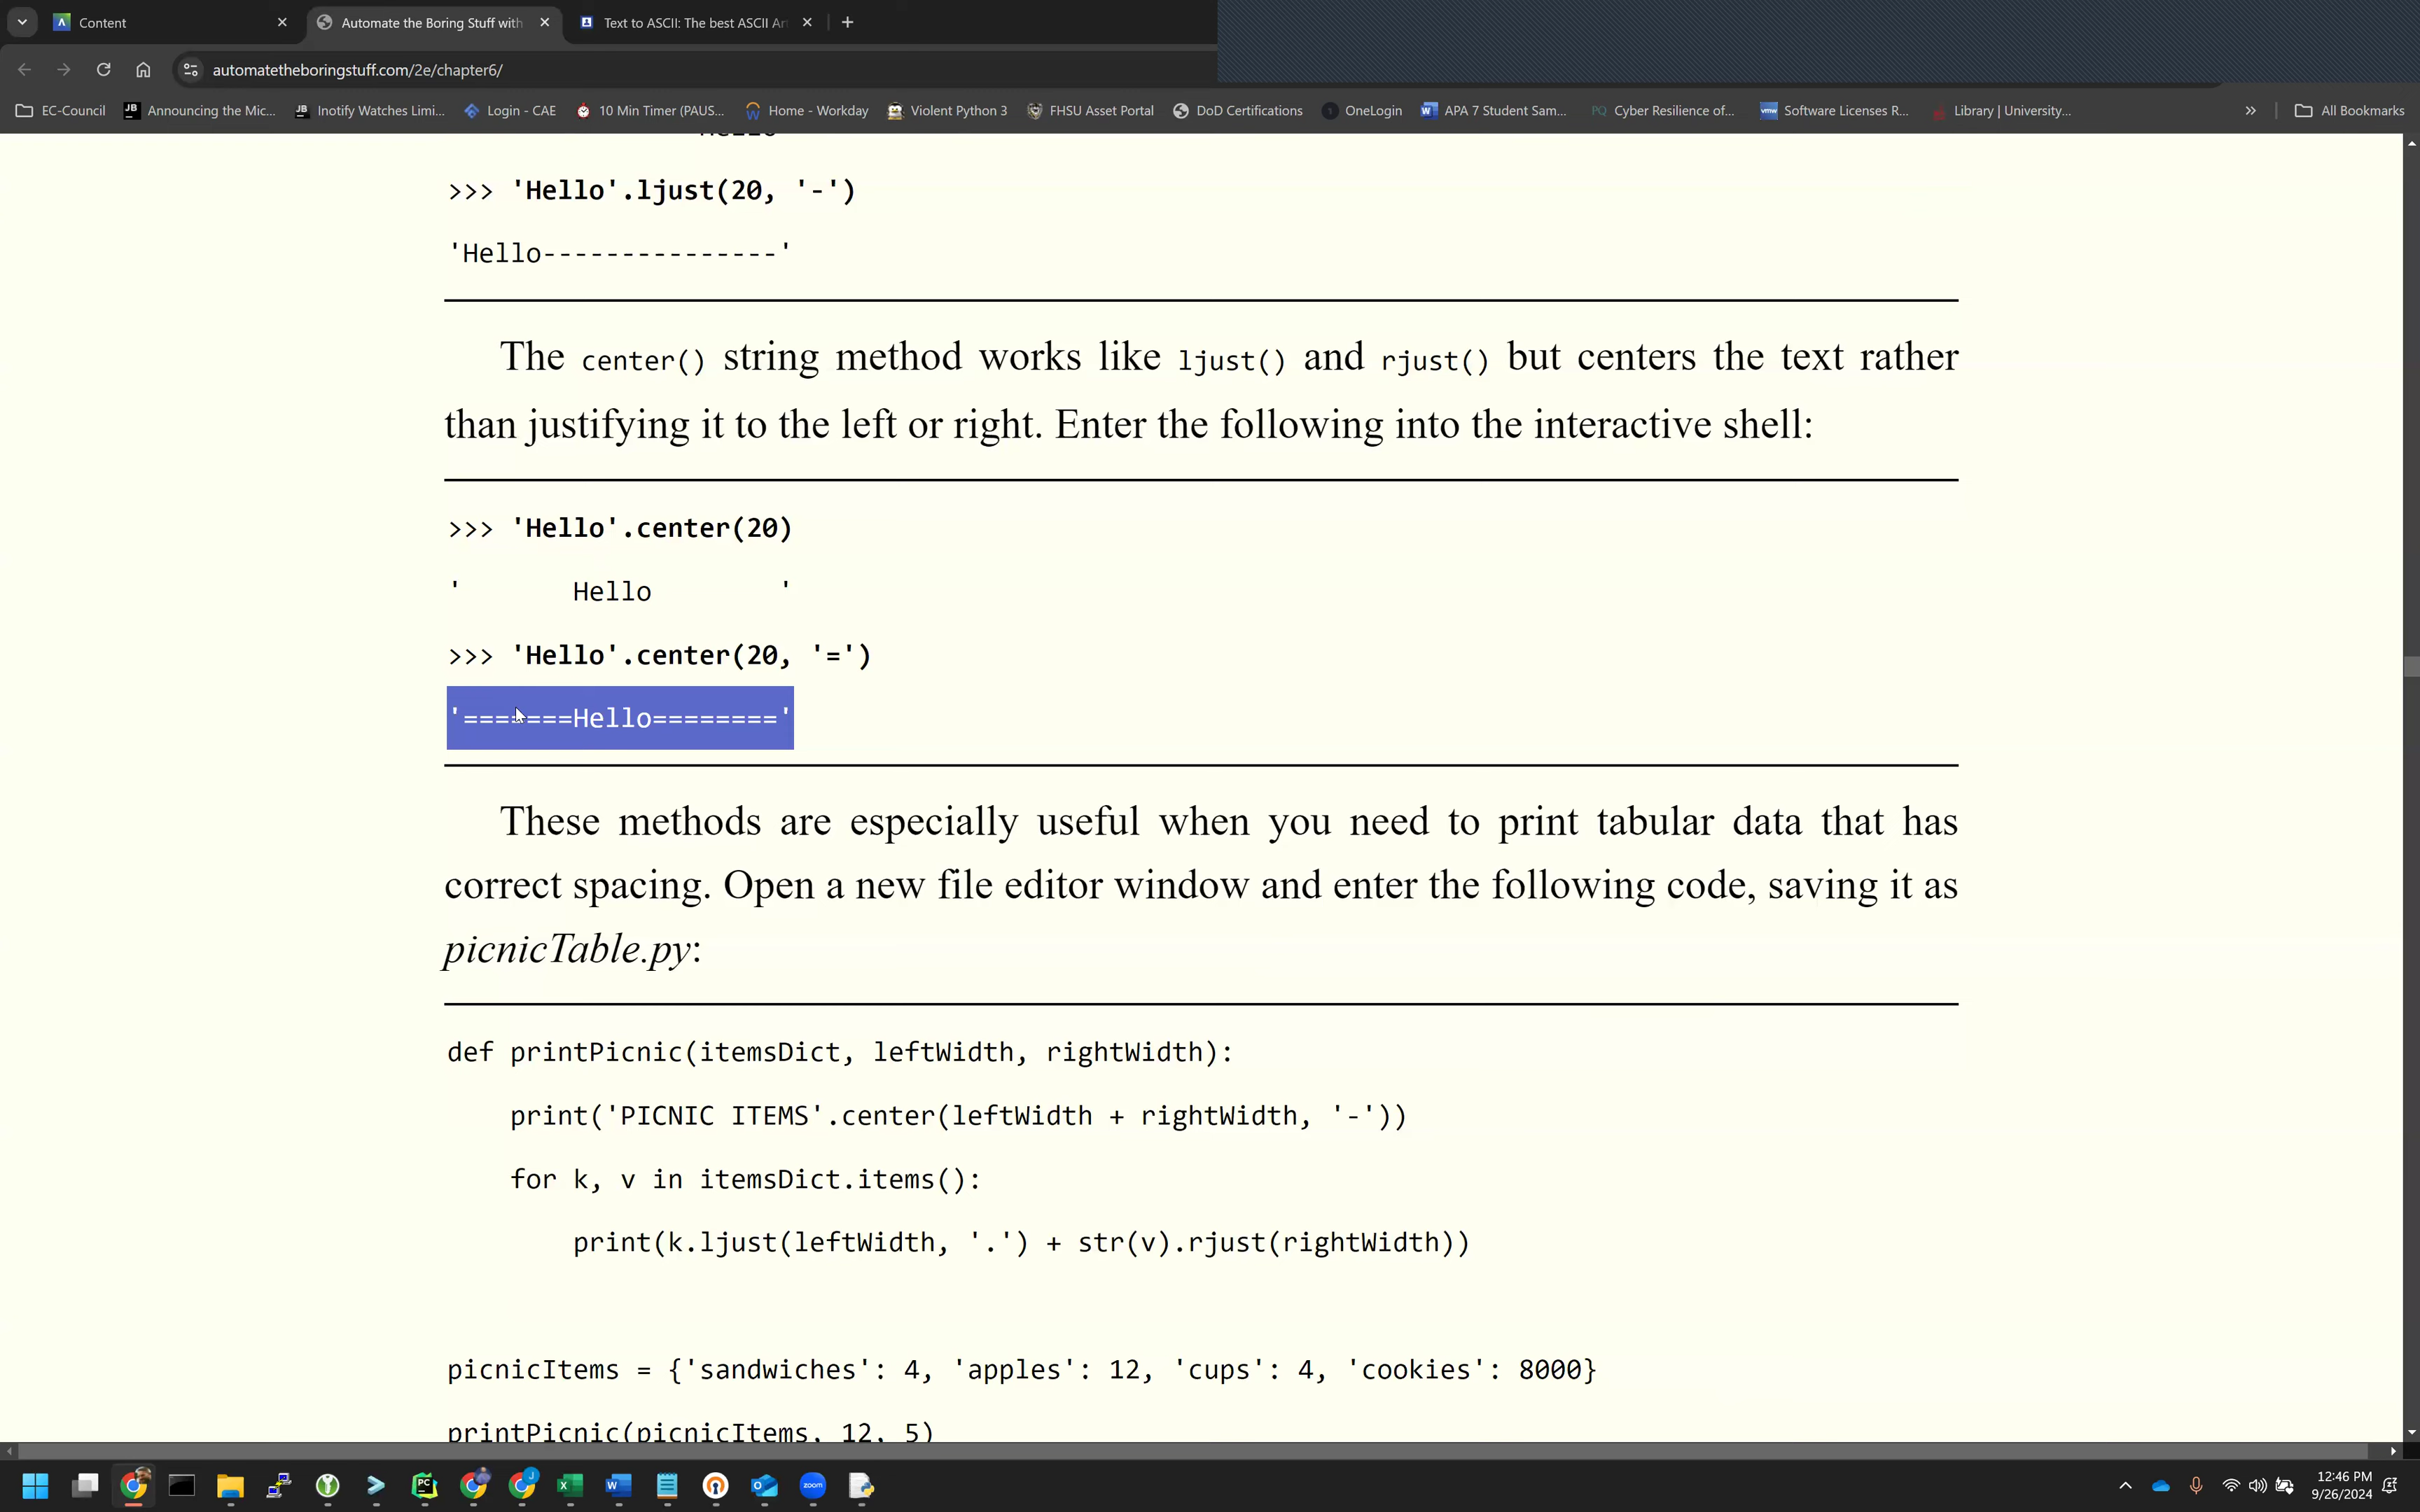 Content
Automate the Boring Stuff with
Text to ASCII: The best ASCII Ar
automatetheboringstuff.com/2e/chapter6/
EC-Council
Announcing the Mic...
Inotify Watches Limi...
Login - CAE
10 Min Timer (PAUS...
Home - Workday
Violent Python 3
FHSU Asset Portal
DoD Certifications
OneLogin
APA 7 Student Sam...
Cyber Resilience of...
Software Licenses R...
Library | University...
All Bookmarks
>>> 'Hello'.ljust(20, '-')
'Hello---------------'
The center() string method works like ljust() and rjust() but centers the text rather
than justifying it to the left or right. Enter the following into the interactive shell:
>>> 'Hello'.center(20)
'       Hello        '
>>> 'Hello'.center(20, '=')
'=======Hello========'
These methods are especially useful when you need to print tabular data that has
correct spacing. Open a new file editor window and enter the following code, saving it as
picnicTable.py:
def printPicnic(itemsDict, leftWidth, rightWidth):
    print('PICNIC ITEMS'.center(leftWidth + rightWidth, '-'))
    for k, v in itemsDict.items():
        print(k.ljust(leftWidth, '.') + str(v).rjust(rightWidth))
picnicItems = {'sandwiches': 4, 'apples': 12, 'cups': 4, 'cookies': 8000}
printPicnic(picnicItems, 12, 5)
12:46 PM
9/26/2024